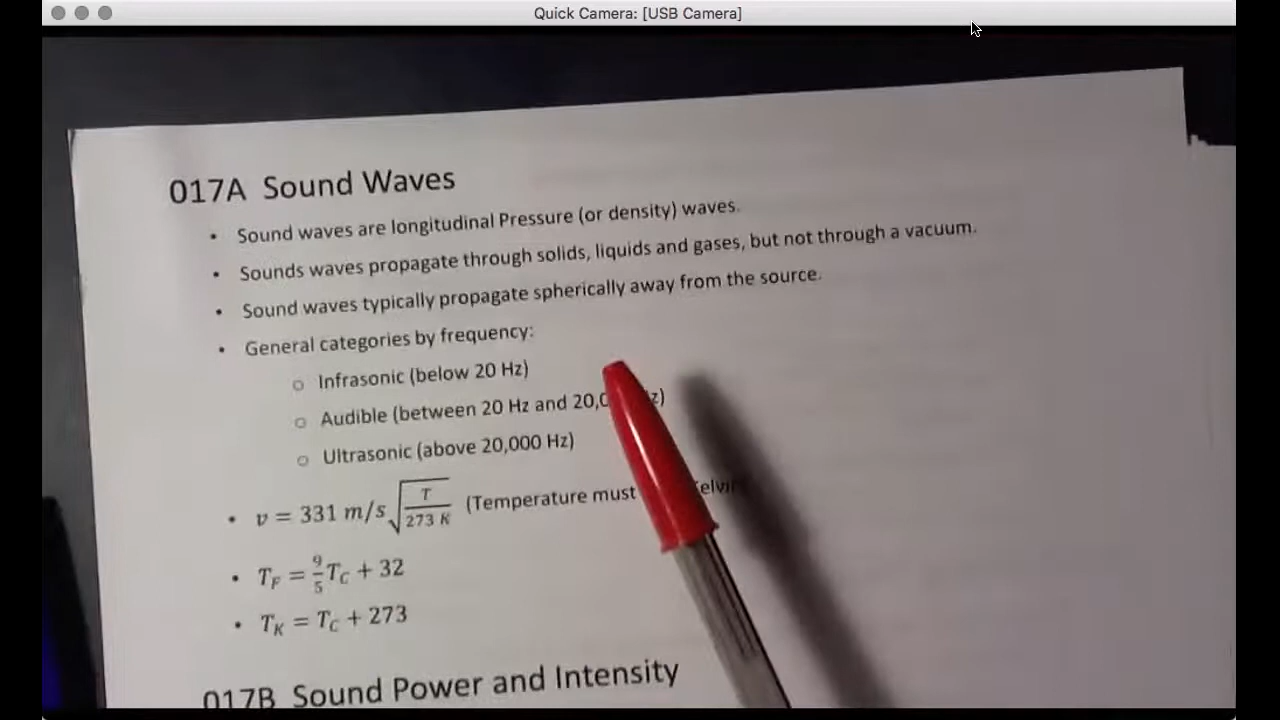 Quick Camera: [USB Camera]
017A Sound Waves
• Sound waves are longitudinal Pressure (or density) waves.
• Sounds waves propagate through solids, liquids and gases, but not through a vacuum.
• Sound waves typically propagate spherically away from the source.
• General categories by frequency:
o Infrasonic (below 20 Hz)
o Audible (between 20 Hz and
o Ultrasonic (above 20,000 Hz)
• v = 331 m/s √(T/273 K) (Temperature must
• T_F = 9/5 T_C + 32
• T_K = T_C + 273
017B Sound Power and Intensity